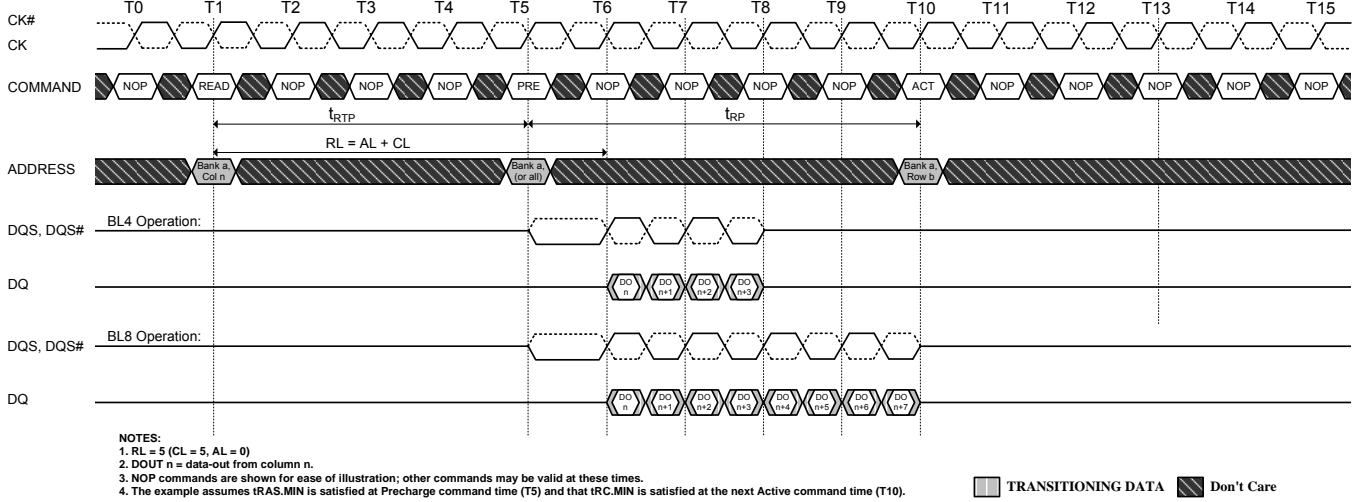 T0 T1 T2 T3 T4 T5 T6 T7 T8 T9 T10 T11 T12 T13 T14 T15
CK#
CK
COMMAND NOP READ NOP NOP NOP PRE NOP NOP NOP NOP ACT NOP NOP NOP NOP NOP
tRTP tRP
RL = AL + CL
ADDRESS
Bank a, Col n
Bank a, (or all)
Bank a, Row b
BL4 Operation:
DQS, DQS#
DQ DO n DO n+1 DO n+2 DO n+3
BL8 Operation:
DQS, DQS#
DQ DO n DO n+1 DO n+2 DO n+3 DO n+4 DO n+5 DO n+6 DO n+7
NOTES:
1. RL = 5 (CL = 5, AL = 0)
2. DOUT n = data-out from column n.
3. NOP commands are shown for ease of illustration; other commands may be valid at these times.
4. The example assumes tRAS.MIN is satisfied at Precharge command time (T5) and that tRC.MIN is satisfied at the next Active command time (T10).
TRANSITIONING DATA Don't Care